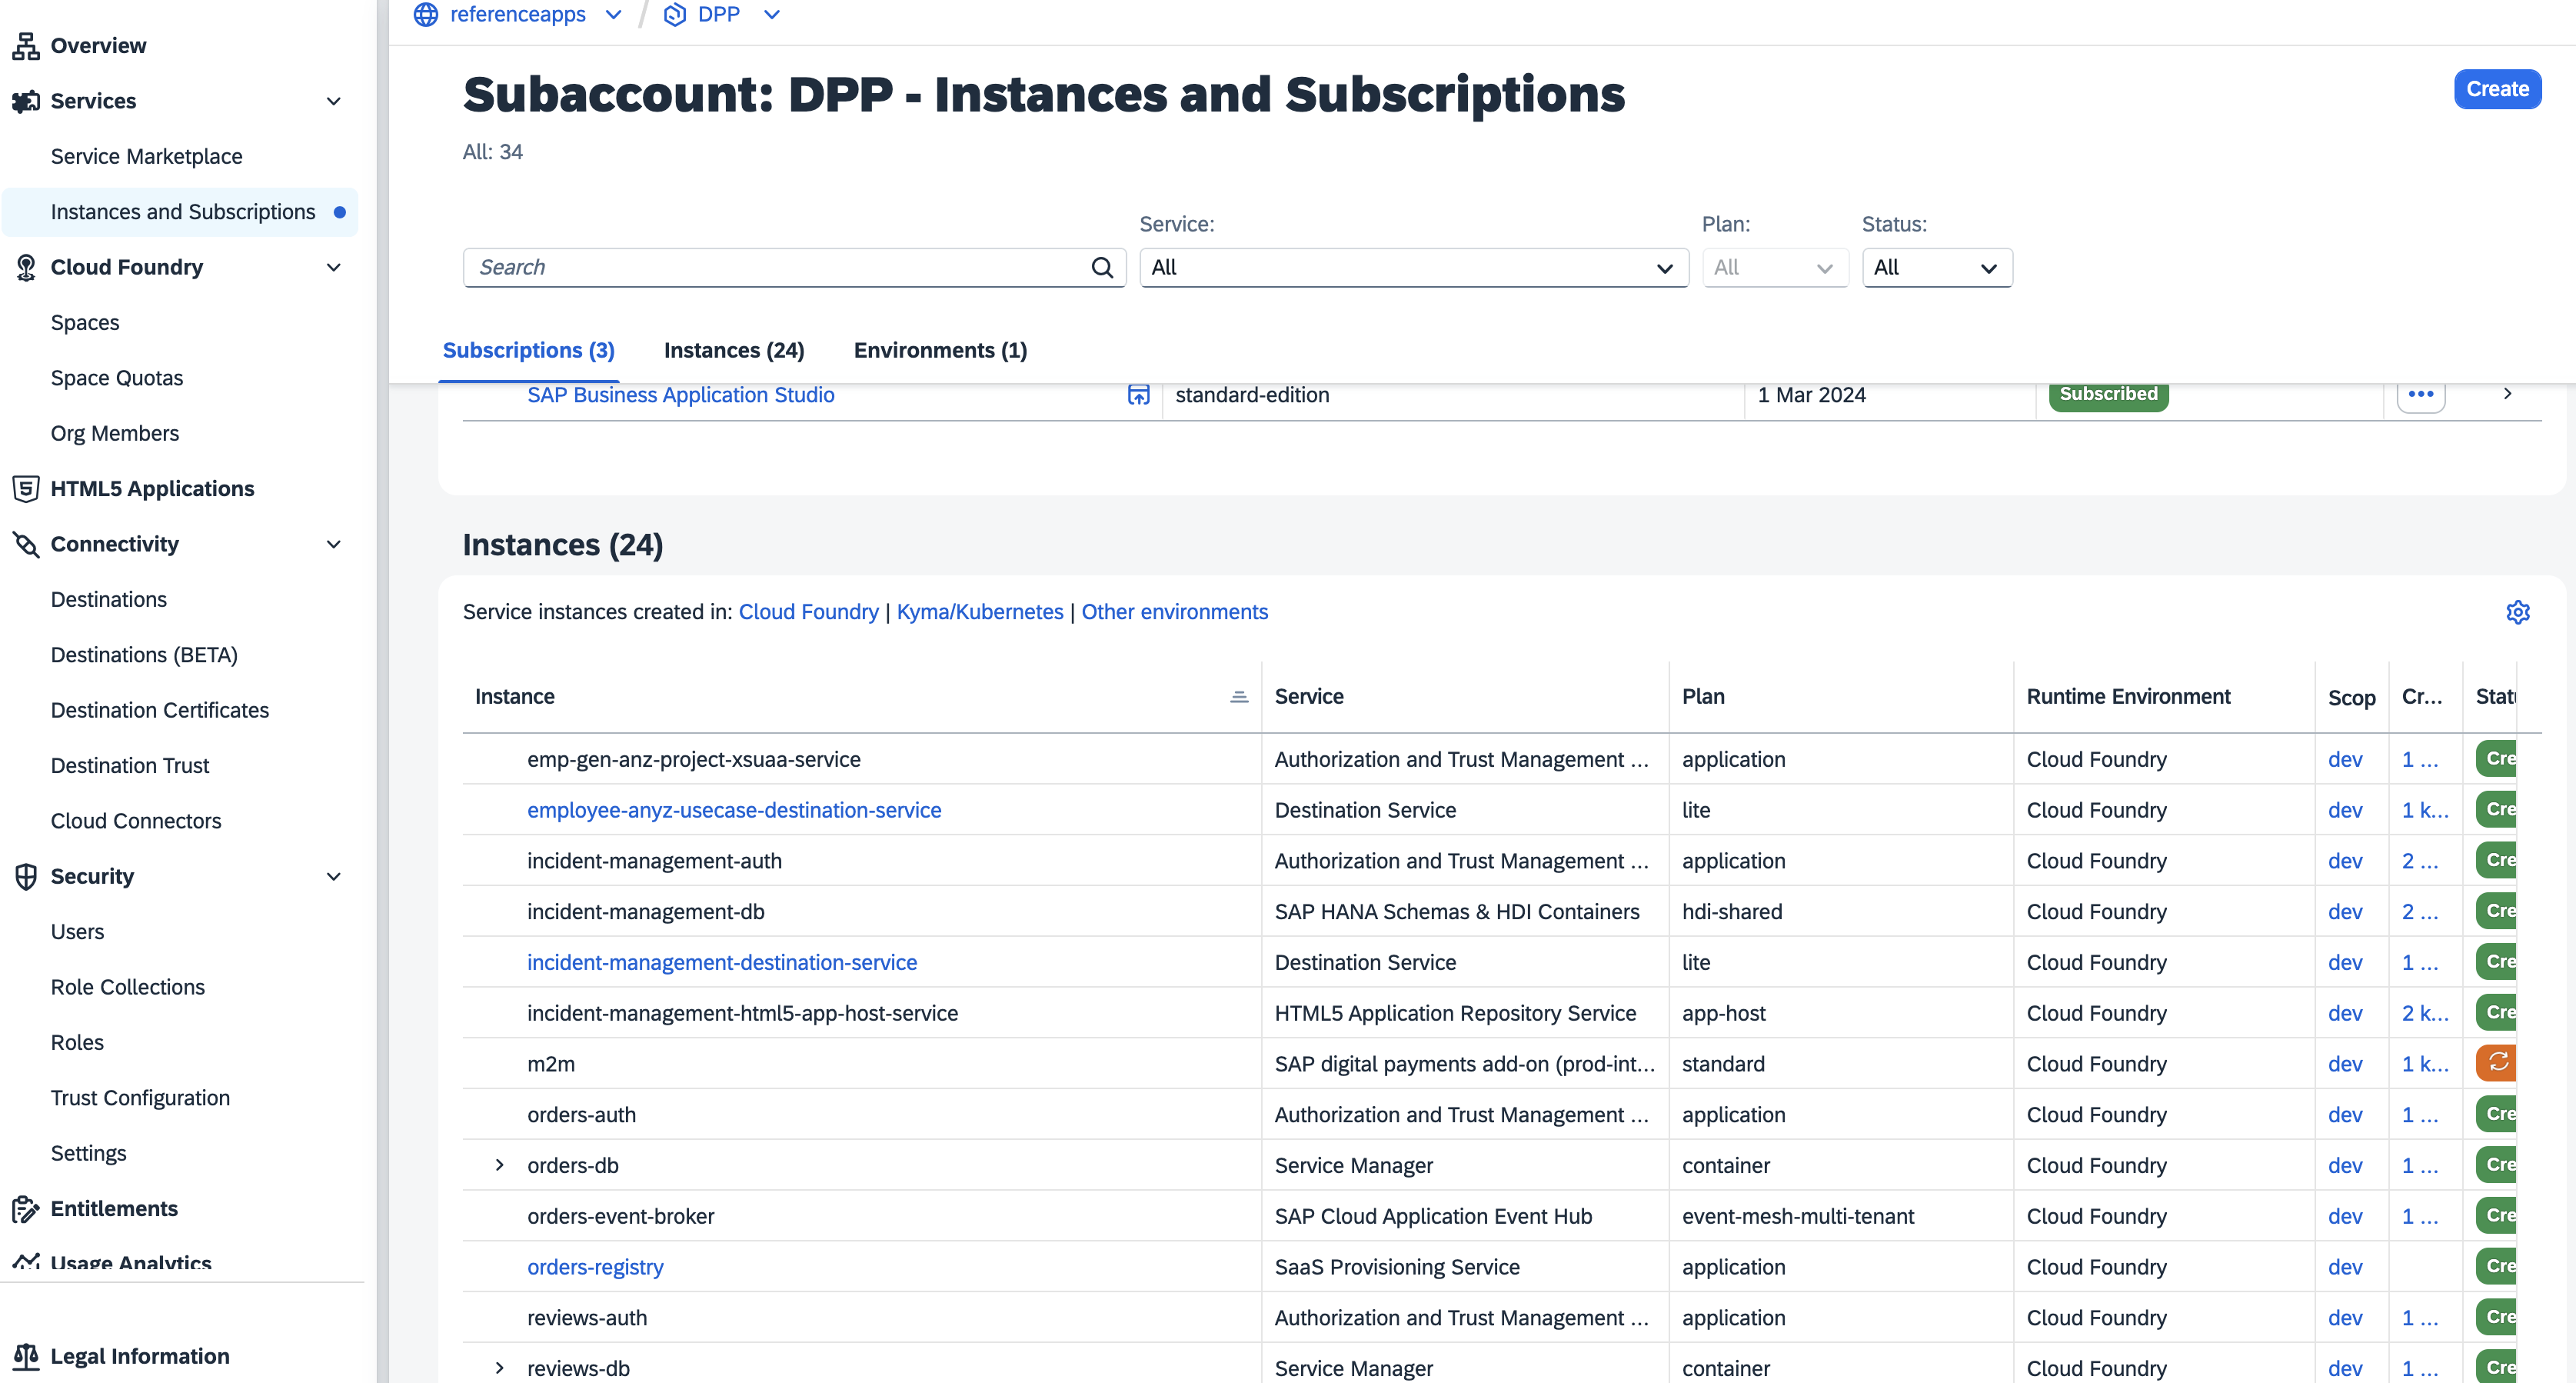 Overview
Services
Service Marketplace
Instances and Subscriptions
Cloud Foundry
Spaces
Space Quotas
Org Members
HTML5 Applications
Connectivity
Destinations
Destinations (BETA)
Destination Certificates
Destination Trust
Cloud Connectors
Security
Users
Role Collections
Roles
Trust Configuration
Settings
Entitlements
Usage Analytics
Legal Information
referenceapps / DPP
Subaccount: DPP - Instances and Subscriptions
Create
All: 34
Service: Plan: Status:
Search All All All
Subscriptions (3) Instances (24) Environments (1)
SAP Business Application Studio standard-edition 1 Mar 2024 Subscribed
Instances (24)
Service instances created in: Cloud Foundry | Kyma/Kubernetes | Other environments
Instance Service Plan Runtime Environment Scop Cr... Statu
emp-gen-anz-project-xsuaa-service Authorization and Trust Management ... application Cloud Foundry dev 1 ... Cre
employee-anyz-usecase-destination-service Destination Service lite Cloud Foundry dev 1 k... Cre
incident-management-auth Authorization and Trust Management ... application Cloud Foundry dev 2 ... Cre
incident-management-db SAP HANA Schemas & HDI Containers hdi-shared Cloud Foundry dev 2 ... Cre
incident-management-destination-service Destination Service lite Cloud Foundry dev 1 ... Cre
incident-management-html5-app-host-service HTML5 Application Repository Service app-host Cloud Foundry dev 2 k... Cre
m2m SAP digital payments add-on (prod-int... standard Cloud Foundry dev 1 k...
orders-auth Authorization and Trust Management ... application Cloud Foundry dev 1 ... Cre
orders-db Service Manager container Cloud Foundry dev 1 ... Cre
orders-event-broker SAP Cloud Application Event Hub event-mesh-multi-tenant Cloud Foundry dev 1 ... Cre
orders-registry SaaS Provisioning Service application Cloud Foundry dev Cre
reviews-auth Authorization and Trust Management ... application Cloud Foundry dev 1 ... Cre
reviews-db Service Manager container Cloud Foundry dev 1 ... Cre